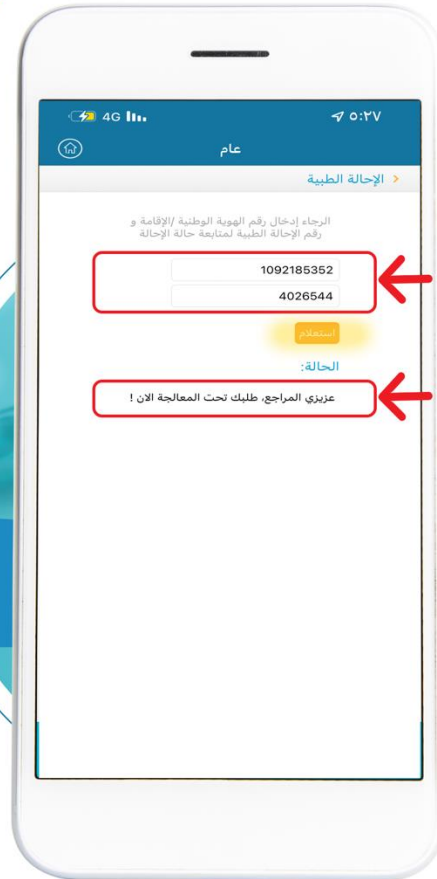 4G ٥:٢٧
عام
الإحالة الطبية
الرجاء إدخال رقم الهوية الوطنية /الإقامة و
رقم الإحالة الطبية لمتابعة حالة الإحالة
1092185352
4026544
استعلام
الحالة:
عزيزي المراجع، طلبك تحت المعالجة الان !